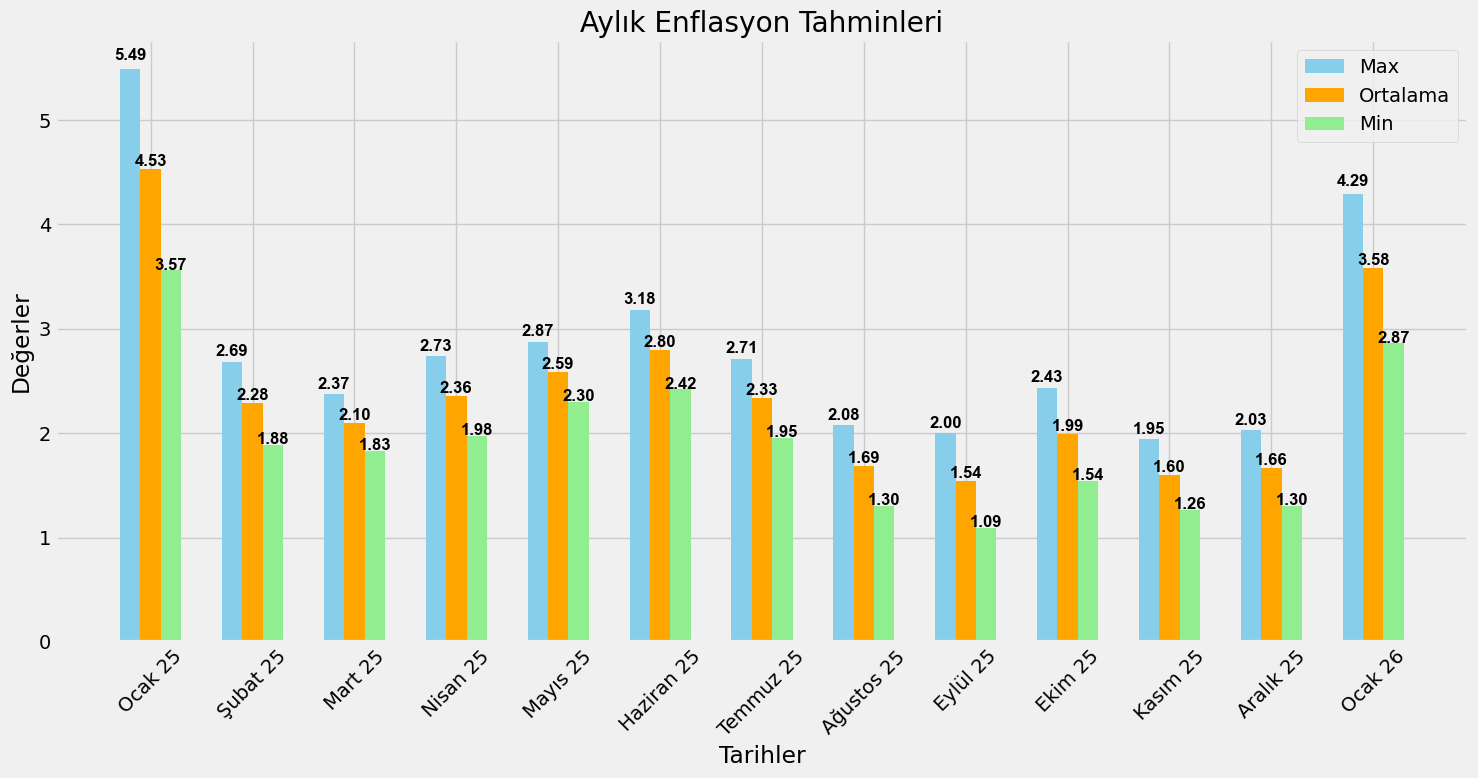 Aylık Enflasyon Tahminleri
Max
Ortalama
Min
Değerler
5
4
3
2
1
0
5.49
4.53
3.57
2.69
2.28
1.88
2.37
2.10
1.83
2.73
2.36
1.98
2.87
2.59
2.30
3.18
2.80
2.42
2.71
2.33
1.95
2.08
1.69
1.30
2.00
1.54
1.09
2.43
1.99
1.54
1.95
1.60
1.26
2.03
1.66
1.30
4.29
3.58
2.87
Ocak 25
Şubat 25
Mart 25
Nisan 25
Mayıs 25
Haziran 25
Temmuz 25
Ağustos 25
Eylül 25
Ekim 25
Kasım 25
Aralık 25
Ocak 26
Tarihler